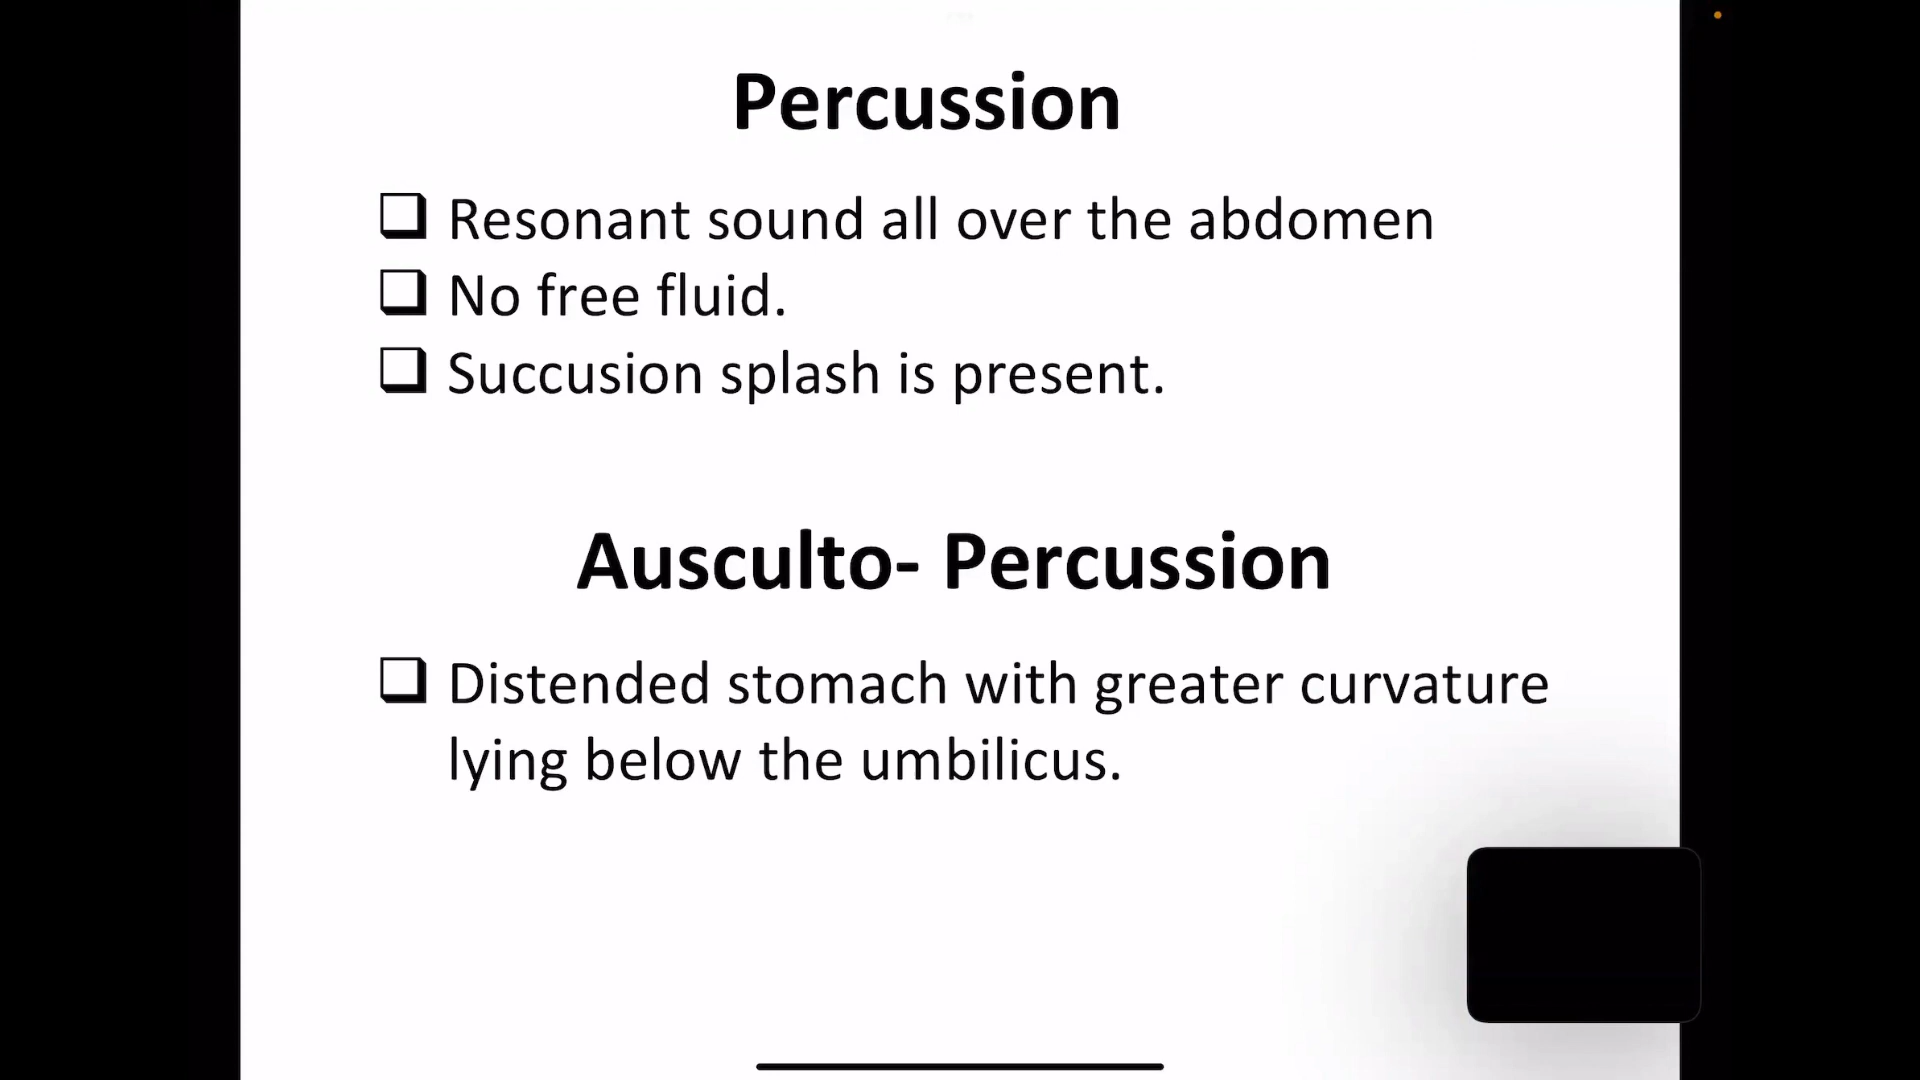 Percussion
Resonant sound all over the abdomen
No free fluid.
Succusion splash is present.
Ausculto- Percussion
Distended stomach with greater curvature
lying below the umbilicus.